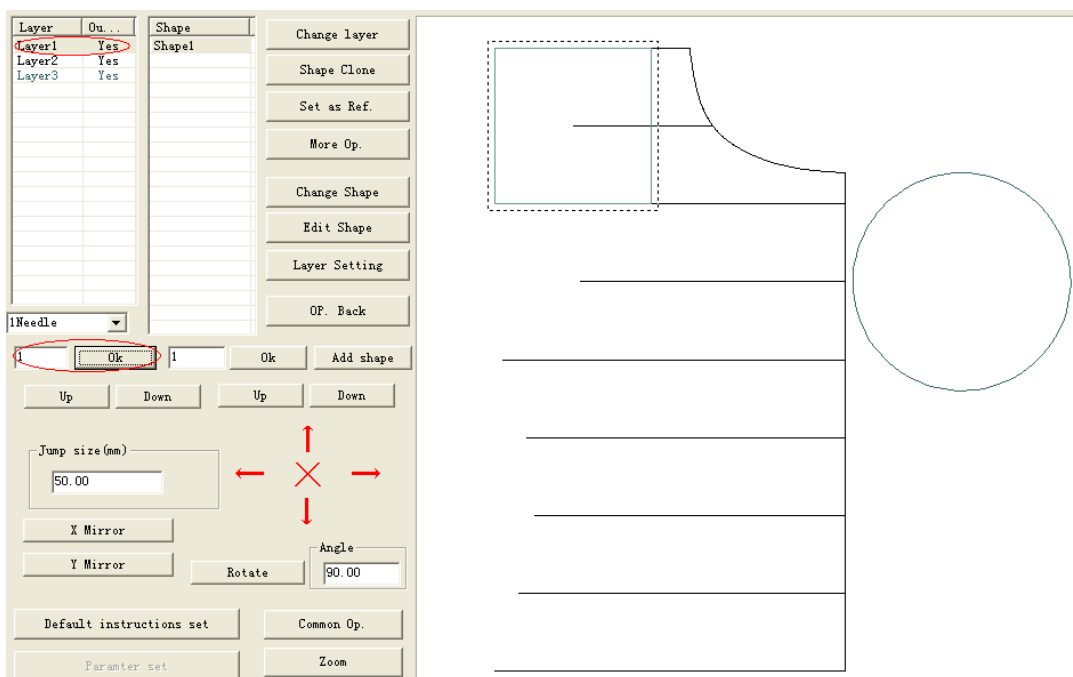 Layer Ou...
Layer1 Yes
Layer2 Yes
Layer3 Yes
Shape
Shape1
Change layer
Shape Clone
Set as Ref.
More Op.
Change Shape
Edit Shape
Layer Setting
OP. Back
1Needle
1 Ok 1 Ok Add shape
Up Down Up Down
Jump size(mm)
50.00
X Mirror
Y Mirror
Rotate
Angle
90.00
Default instructions set Common Op.
Paramter set Zoom